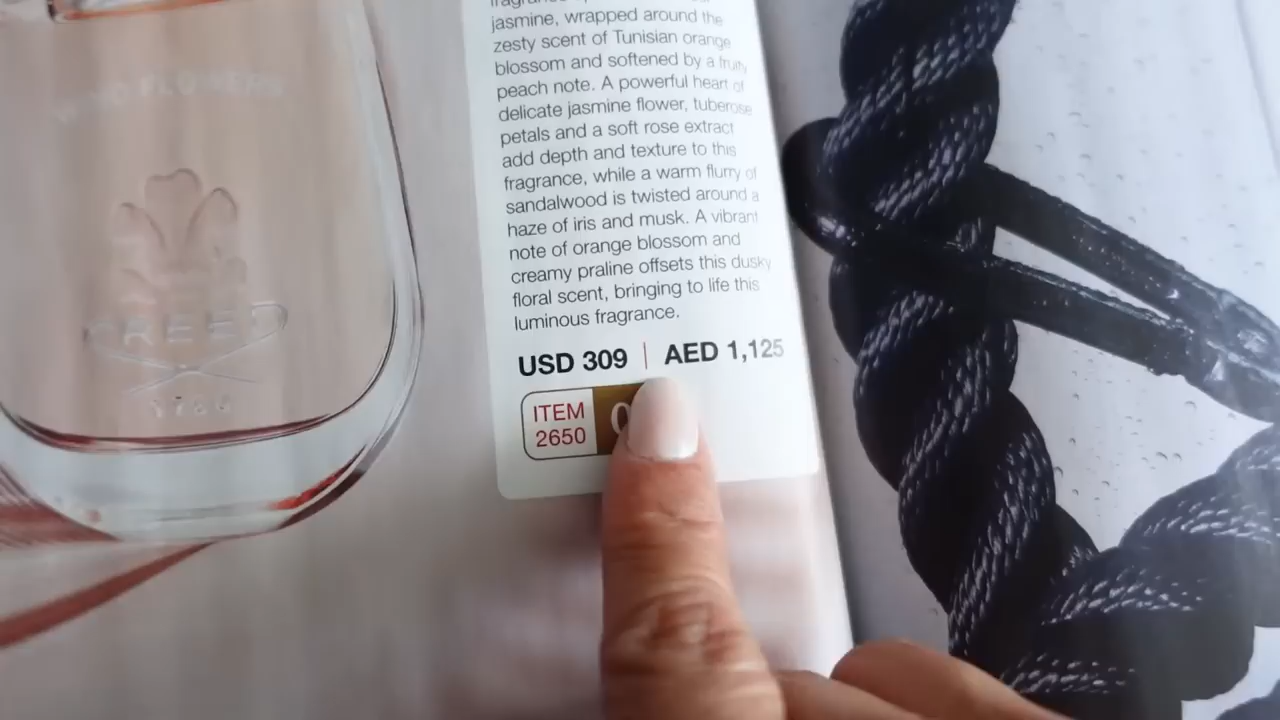 FLOWERS
CREED
1760
jasmine, wrapped around the
zesty scent of Tunisian orange
blossom and softened by a fruity
peach note. A powerful heart of
delicate jasmine flower, tuberose
petals and a soft rose extract
add depth and texture to this
fragrance, while a warm flurry of
sandalwood is twisted around a
haze of iris and musk. A vibrant
note of orange blossom and
creamy praline offsets this dusky
floral scent, bringing to life this
luminous fragrance.
USD 309 | AED 1,125
ITEM
2650